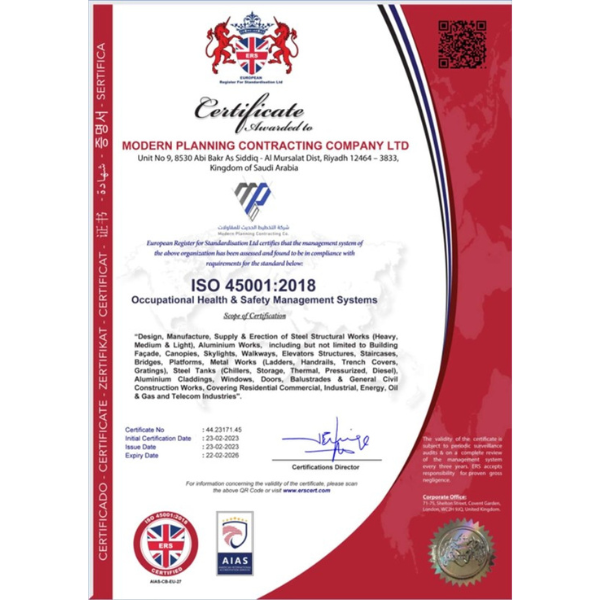 ERS
EUROPEAN
Register For Standardisation Ltd
Certificate
Awarded to
MODERN PLANNING CONTRACTING COMPANY LTD
Unit No 9, 8530 Abi Bakr As Siddiq - Al Mursalat Dist, Riyadh 12464 – 3833,
Kingdom of Saudi Arabia
شركة التخطيط الحديث للمقاولات
Modern Planning Contracting Co.
European Register for Standardisation Ltd certifies that the management system of
the above organization has been assessed and found to be in compliance with
requirements for the standard below:
ISO 45001:2018
Occupational Health & Safety Management Systems
Scope of Certification
“Design, Manufacture, Supply & Erection of Steel Structural Works (Heavy,
Medium & Light), Aluminium Works, including but not limited to Building
Façade, Canopies, Skylights, Walkways, Elevators Structures, Staircases,
Bridges, Platforms, Metal Works (Ladders, Handrails, Trench Covers,
Gratings), Steel Tanks (Chillers, Storage, Thermal, Pressurized, Diesel),
Aluminium Claddings, Windows, Doors, Balustrades & General Civil
Construction Works, Covering Residential Commercial, Industrial, Energy, Oil
& Gas and Telecom Industries”.
Certificate No : 44.23171.45
Initial Certification Date : 23-02-2023
Issue Date : 23-02-2023
Expiry Date : 22-02-2026
Certifications Director
For information concerning the validity of the certificate, please scan
the above QR Code or visit www.erscert.com
ISO 45001:2018
ERS
CERTIFIED
AIAS-CB-EU-27
AIAS
The validity of the certificate is
subject to periodic surveillance
audits & on a complete review
of the management system
every three years. ERS accepts
responsibility for proven gross
negligence.
Corporate Office:
71-75, Shelton Street, Covent Garden,
London, WC2H 9JQ, United Kingdom.
CERTIFICADO - CERTIFICATE - ZERTIFIKAT - CERTIFICAT - 证书 - شهادة - 증명서 - SERTIFICA